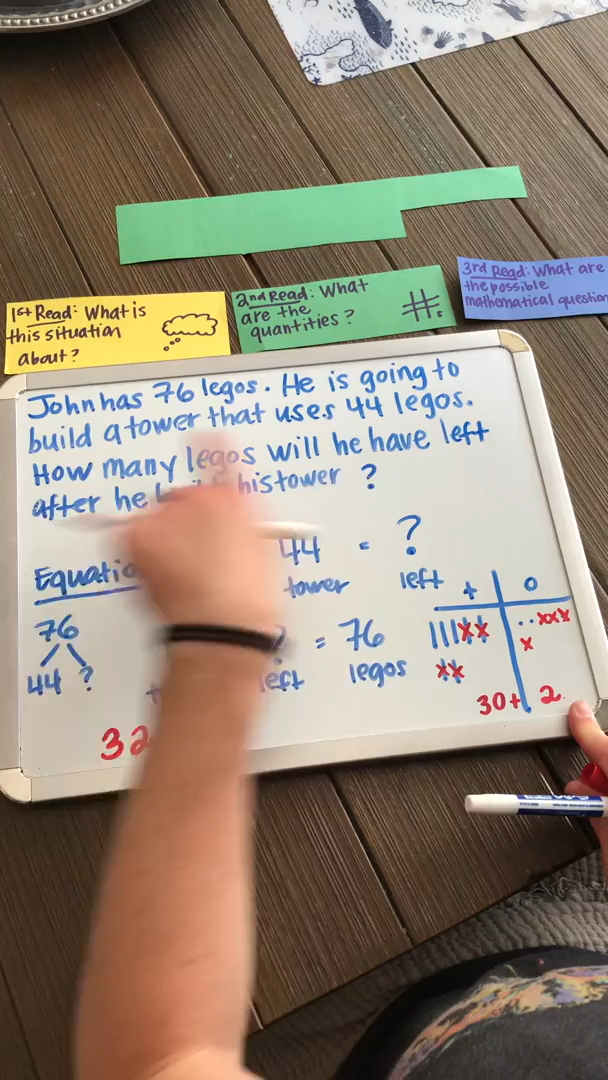 1st Read: What is
this situation
about?
2nd Read: What
are the
quantities?
#
3rd Read: What are
the possible
mathematical question
John has 76 legos. He is going to
build a tower that uses 44 legos.
How many legos will he have left
after he his tower ?
44 = ?
tower left
76
44 ?
? = 76
left legos
t o
xx xxx
xx x
30+ 2
32